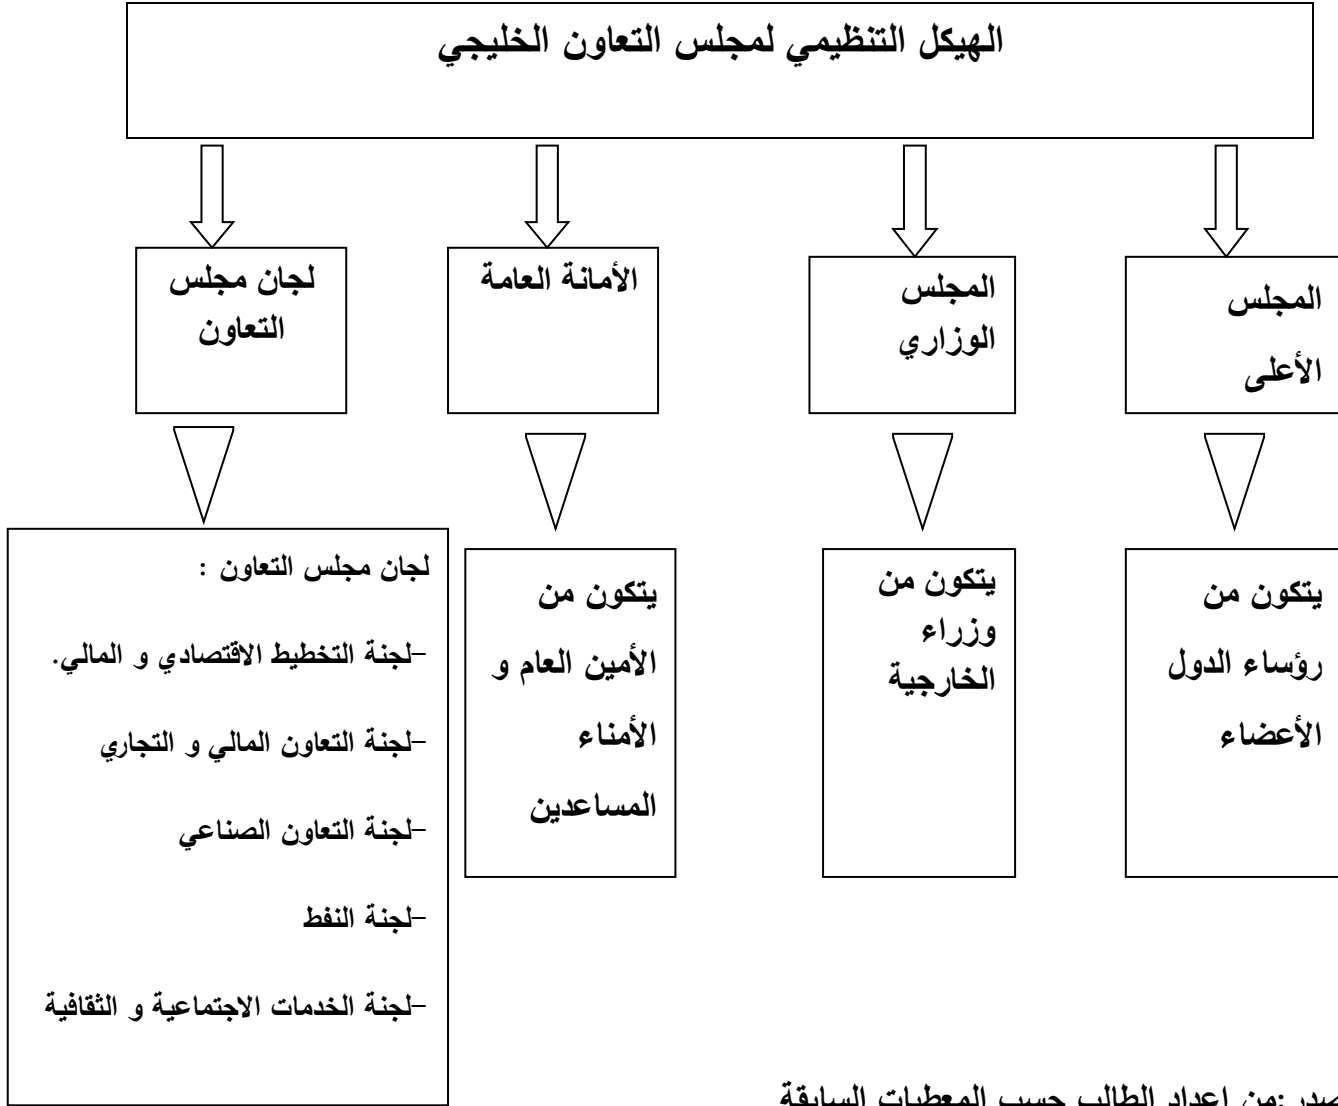 الهيكل التنظيمي لمجلس التعاون الخليجي
المجلس
الأعلى
المجلس
الوزاري
الأمانة العامة
لجان مجلس
التعاون
يتكون من
رؤساء الدول
الأعضاء
يتكون من
وزراء
الخارجية
يتكون من
الأمين العام و
الأمناء
المساعدين
لجان مجلس التعاون :
-لجنة التخطيط الاقتصادي و المالي.
-لجنة التعاون المالي و التجاري
-لجنة التعاون الصناعي
-لجنة النفط
-لجنة الخدمات الاجتماعية و الثقافية
من إعداد الطالب حسب المعطيات السابقة